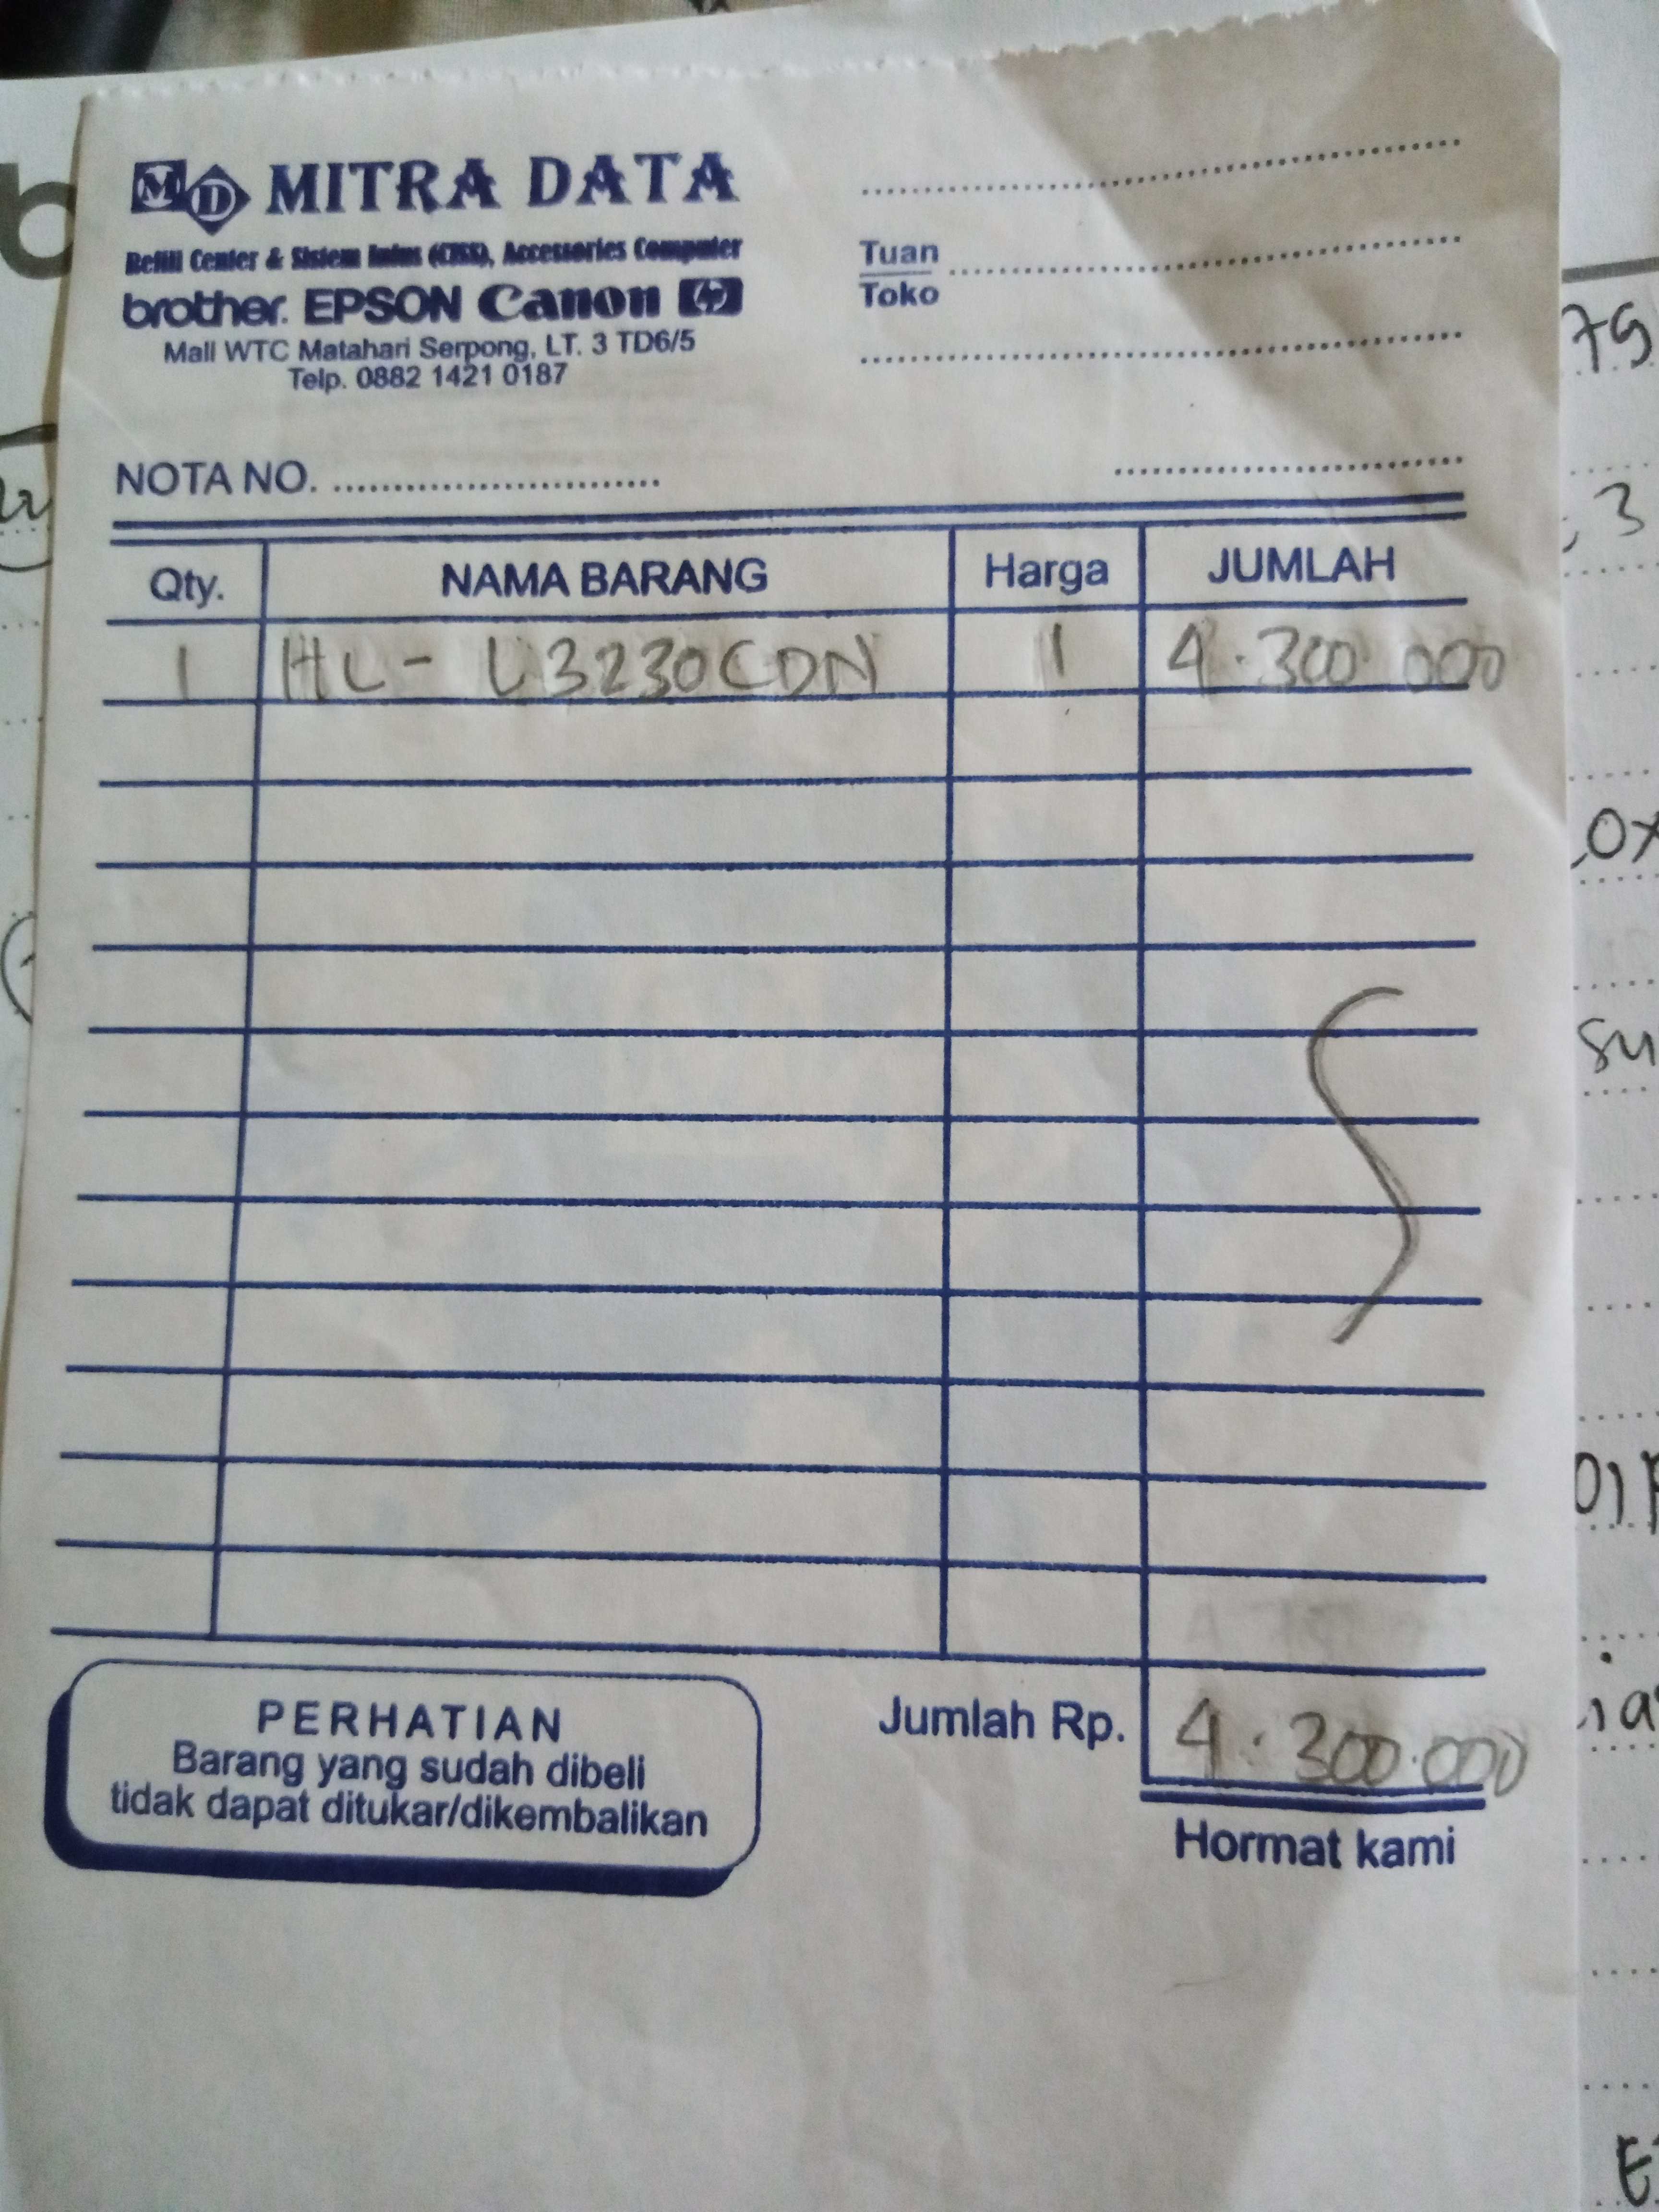 MD MITRA DATA
Refill Center & Sistem Infus (CISS), Accessories Computer
brother. EPSON Canon hp
Mall WTC Matahari Serpong, LT. 3 TD6/5
Telp. 0882 1421 0187
Tuan
Toko
NOTA NO.
Qty. NAMA BARANG Harga JUMLAH
1 HL - L3230CDN 1 4.300.000
PERHATIAN
Barang yang sudah dibeli
tidak dapat ditukar/dikembalikan
Jumlah Rp. 4.300.000
Hormat kami